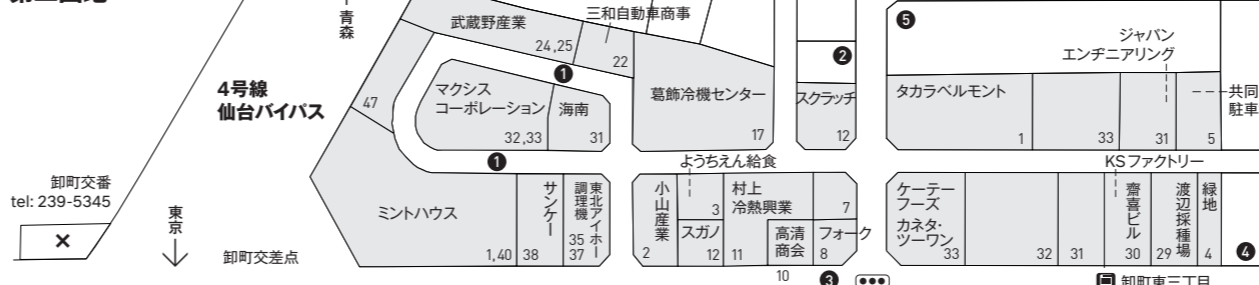 青森
4号線
仙台バイパス
卸町交番
tel: 239-5345
東京
卸町交差点
武蔵野産業
24,25
三和自動車商事
22
47
マクシス
コーポレーション
32,33
海南
31
1
1
葛飾冷機センター
17
2
スクラッチ
12
5
ジャパン
エンヂニアリング
タカラベルモント
1
33
31
共同
駐車
5
ミントハウス
1,40
サンケー
38
東北アイホー
調理機
35
37
小山産業
2
ようちえん給食
3
スガノ
12
村上
冷熱興業
11
7
高清
商会
10
フォーク
8
3
ケーテー
フーズ
カネタ・
ツーワン
33
32
31
KSファクトリー
齋喜ビル
30
渡辺採種場
29
緑地
4
4
卸町東三丁目